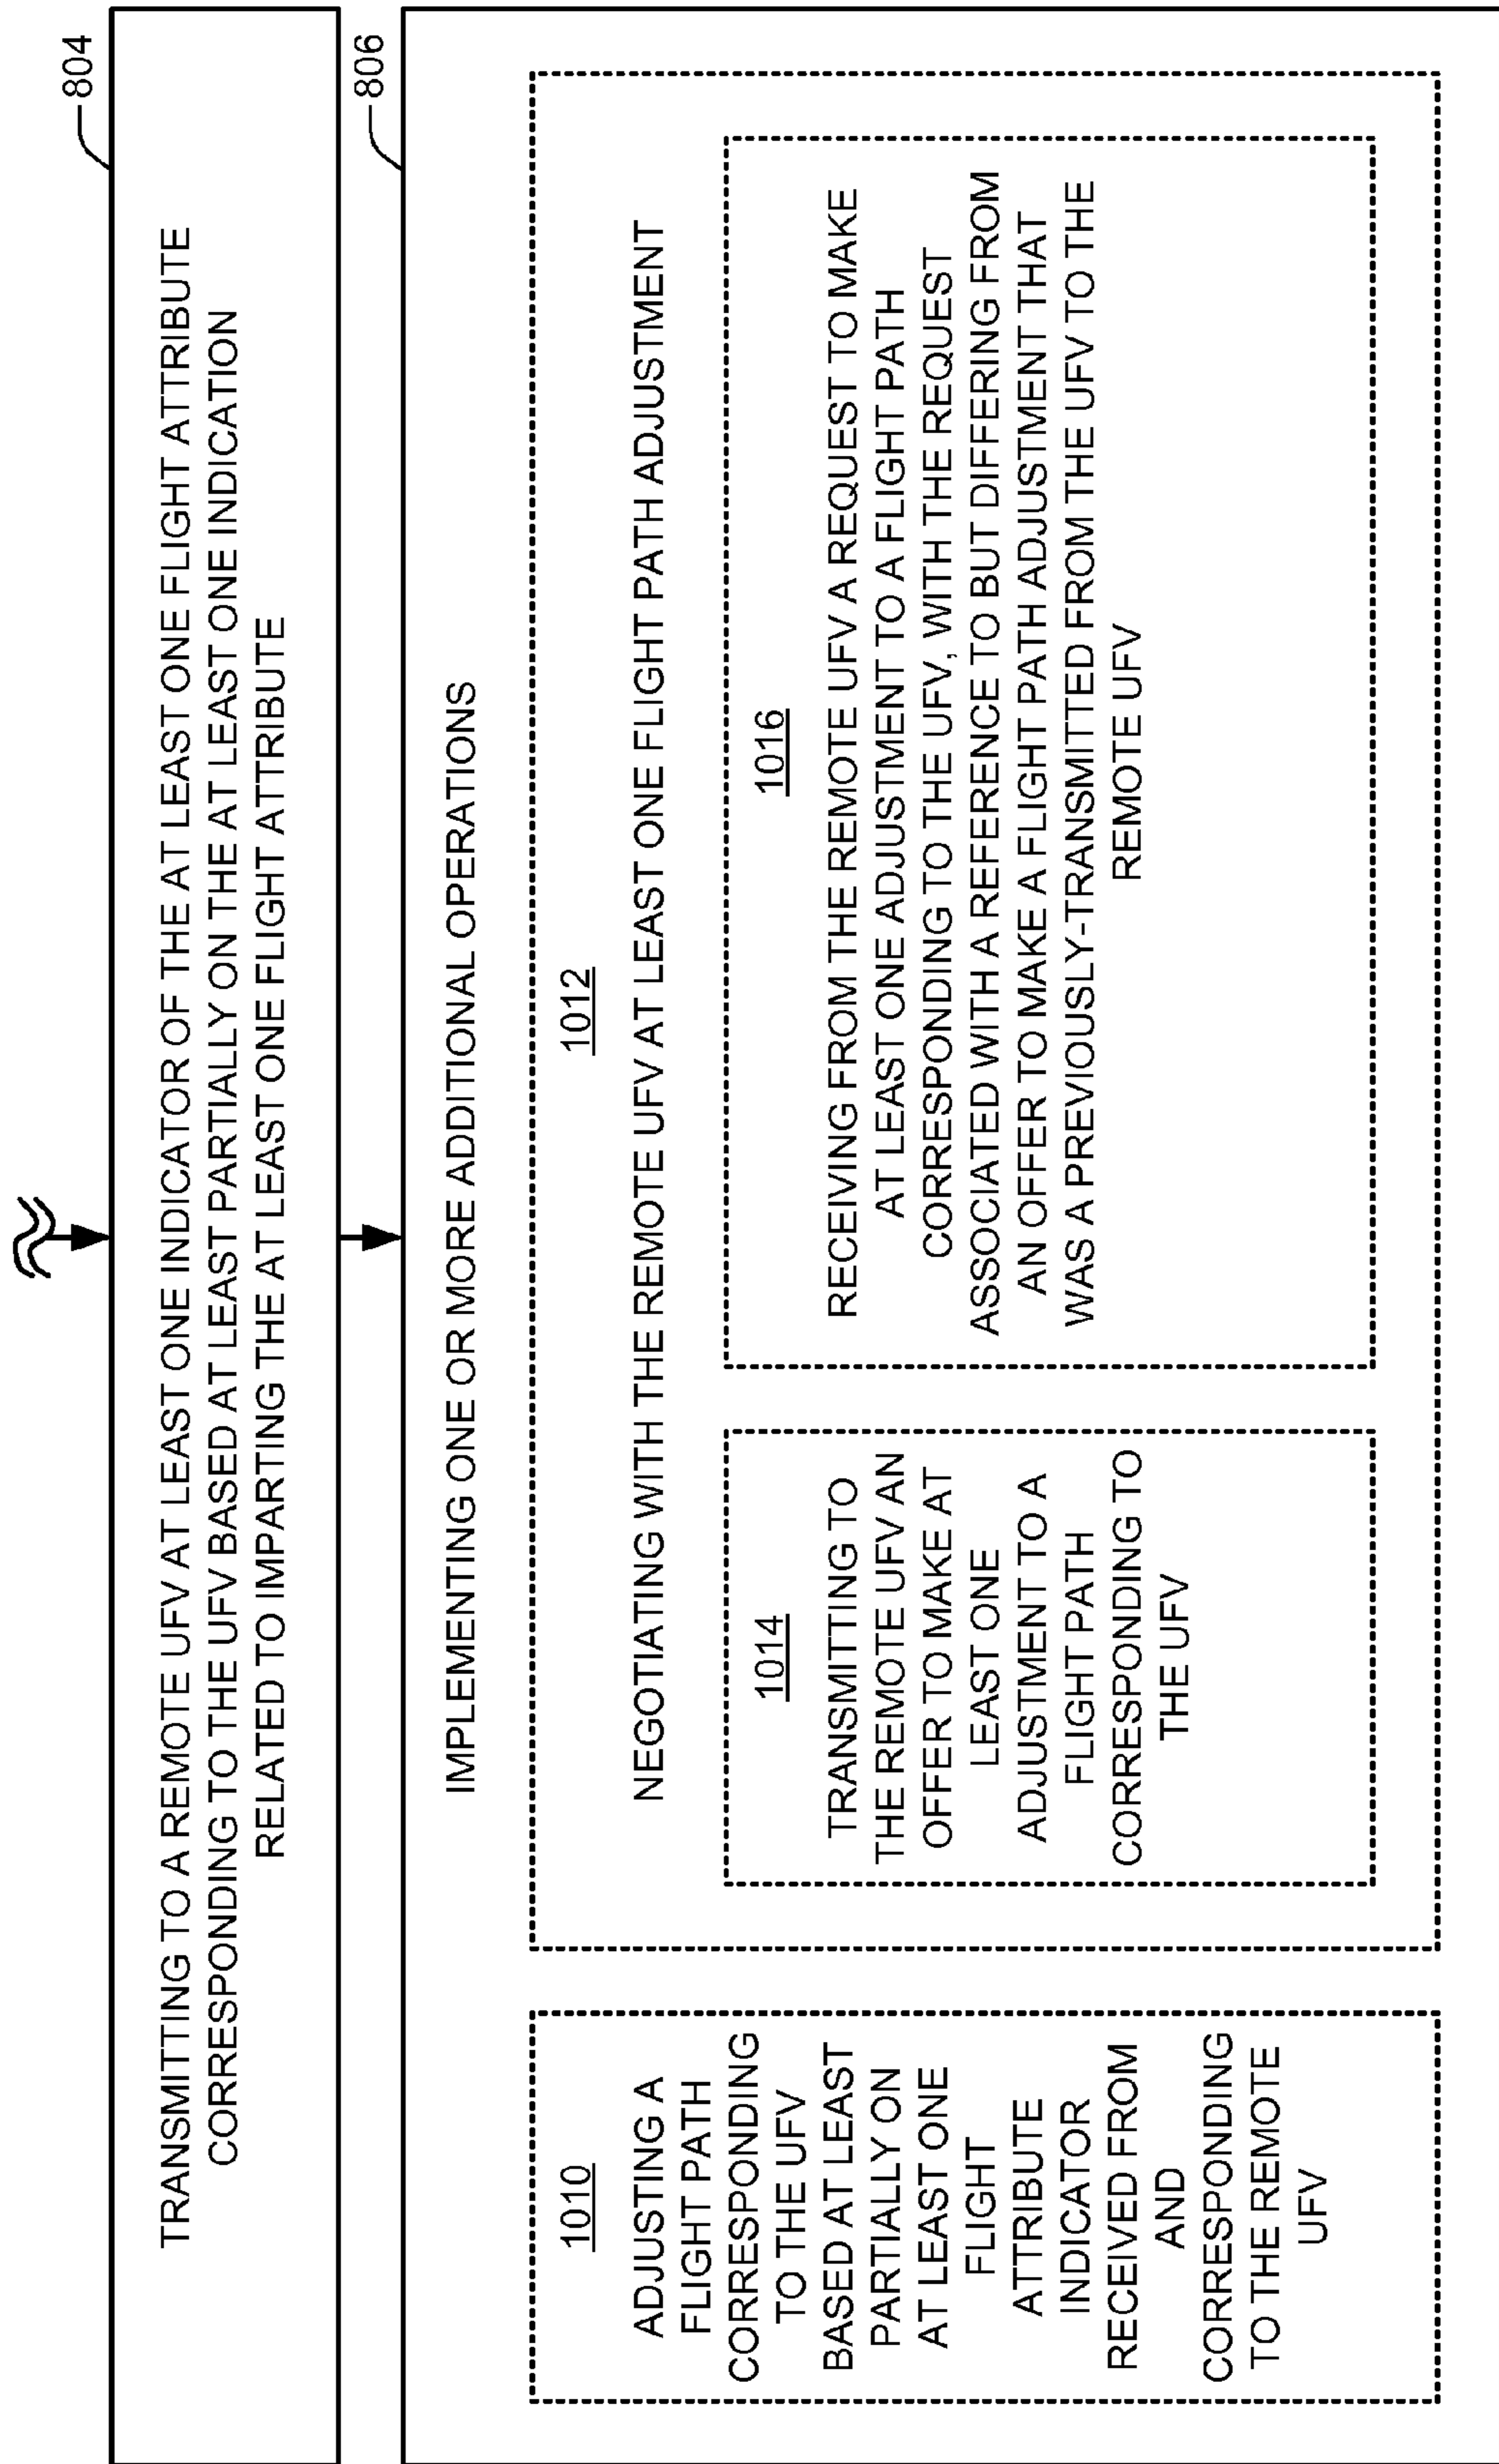 804
TRANSMITTING TO A REMOTE UFV AT LEAST ONE INDICATOR OF THE AT LEAST ONE FLIGHT ATTRIBUTE
CORRESPONDING TO THE UFV BASED AT LEAST PARTIALLY ON THE AT LEAST ONE INDICATION
RELATED TO IMPARTING THE AT LEAST ONE FLIGHT ATTRIBUTE
806
IMPLEMENTING ONE OR MORE ADDITIONAL OPERATIONS
1010
ADJUSTING A
FLIGHT PATH
CORRESPONDING
TO THE UFV
BASED AT LEAST
PARTIALLY ON
AT LEAST ONE
FLIGHT
ATTRIBUTE
INDICATOR
RECEIVED FROM
AND
CORRESPONDING
TO THE REMOTE
UFV
1012
NEGOTIATING WITH THE REMOTE UFV AT LEAST ONE FLIGHT PATH ADJUSTMENT
1014
TRANSMITTING TO
THE REMOTE UFV AN
OFFER TO MAKE AT
LEAST ONE
ADJUSTMENT TO A
FLIGHT PATH
CORRESPONDING TO
THE UFV
1016
RECEIVING FROM THE REMOTE UFV A REQUEST TO MAKE
AT LEAST ONE ADJUSTMENT TO A FLIGHT PATH
CORRESPONDING TO THE UFV, WITH THE REQUEST
ASSOCIATED WITH A REFERENCE TO BUT DIFFERING FROM
AN OFFER TO MAKE A FLIGHT PATH ADJUSTMENT THAT
WAS A PREVIOUSLY-TRANSMITTED FROM THE UFV TO THE
REMOTE UFV